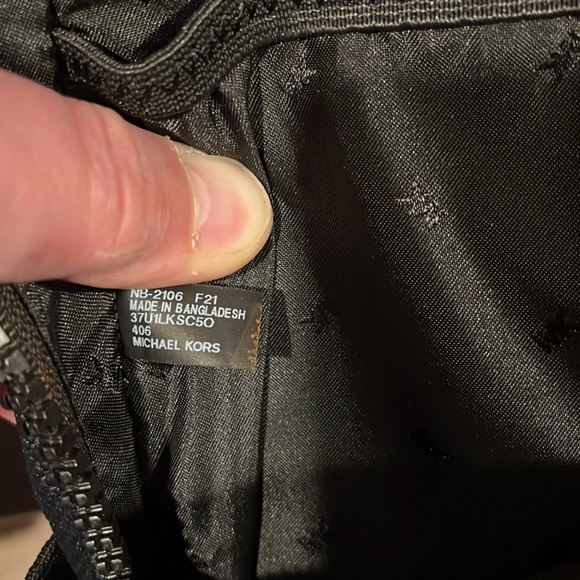 NB-2106 F21
MADE IN BANGLADESH
37U1LKSC5O
406
MICHAEL KORS